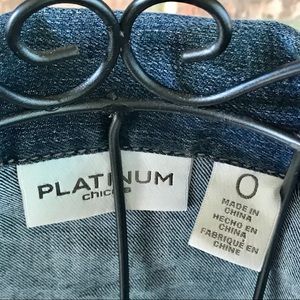 PLATINUM
chico's
0
MADE IN
CHINA
HECHO EN
CHINA
FABRIQUÉ EN
CHINE